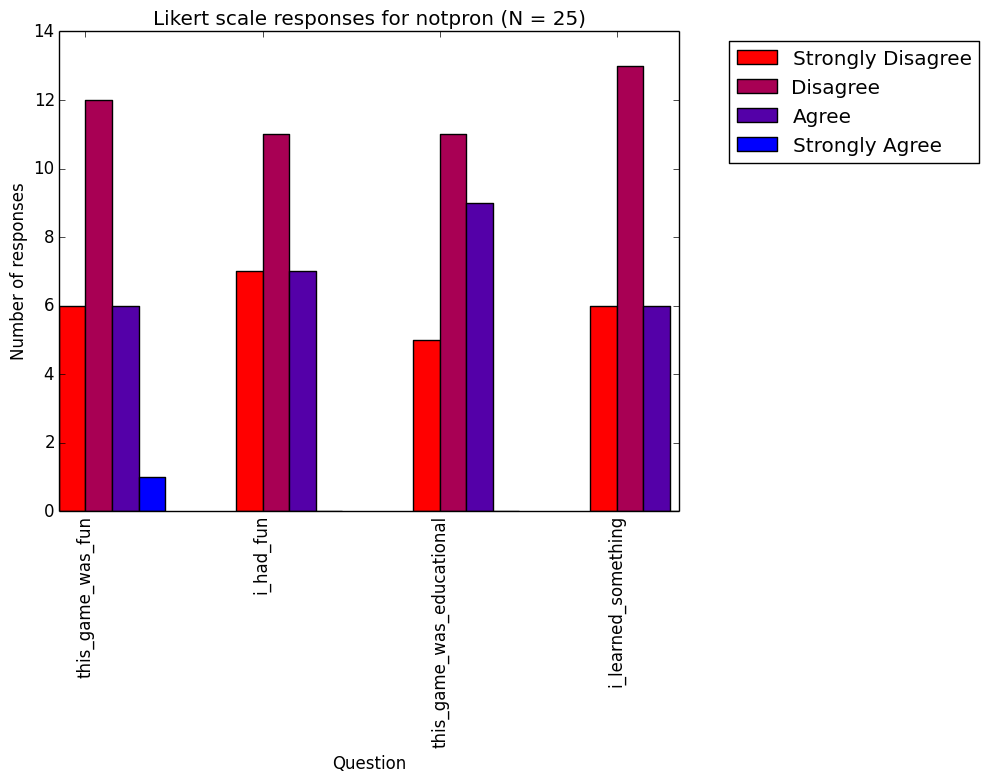 Likert scale responses for notpron (N = 25)
14
12
10
8
6
4
2
0
Number of responses
this_game_was_fun
i_had_fun
this_game_was_educational
i_learned_something
Question
Strongly Disagree
Disagree
Agree
Strongly Agree